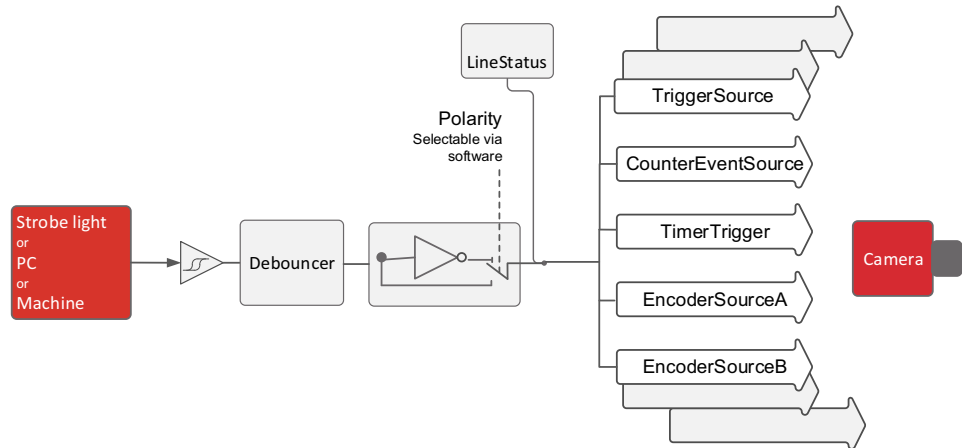 LineStatus
TriggerSource
Polarity
Selectable via
software
CounterEventSource
Strobe light
or
PC
or
Machine
Debouncer
TimerTrigger
Camera
EncoderSourceA
EncoderSourceB